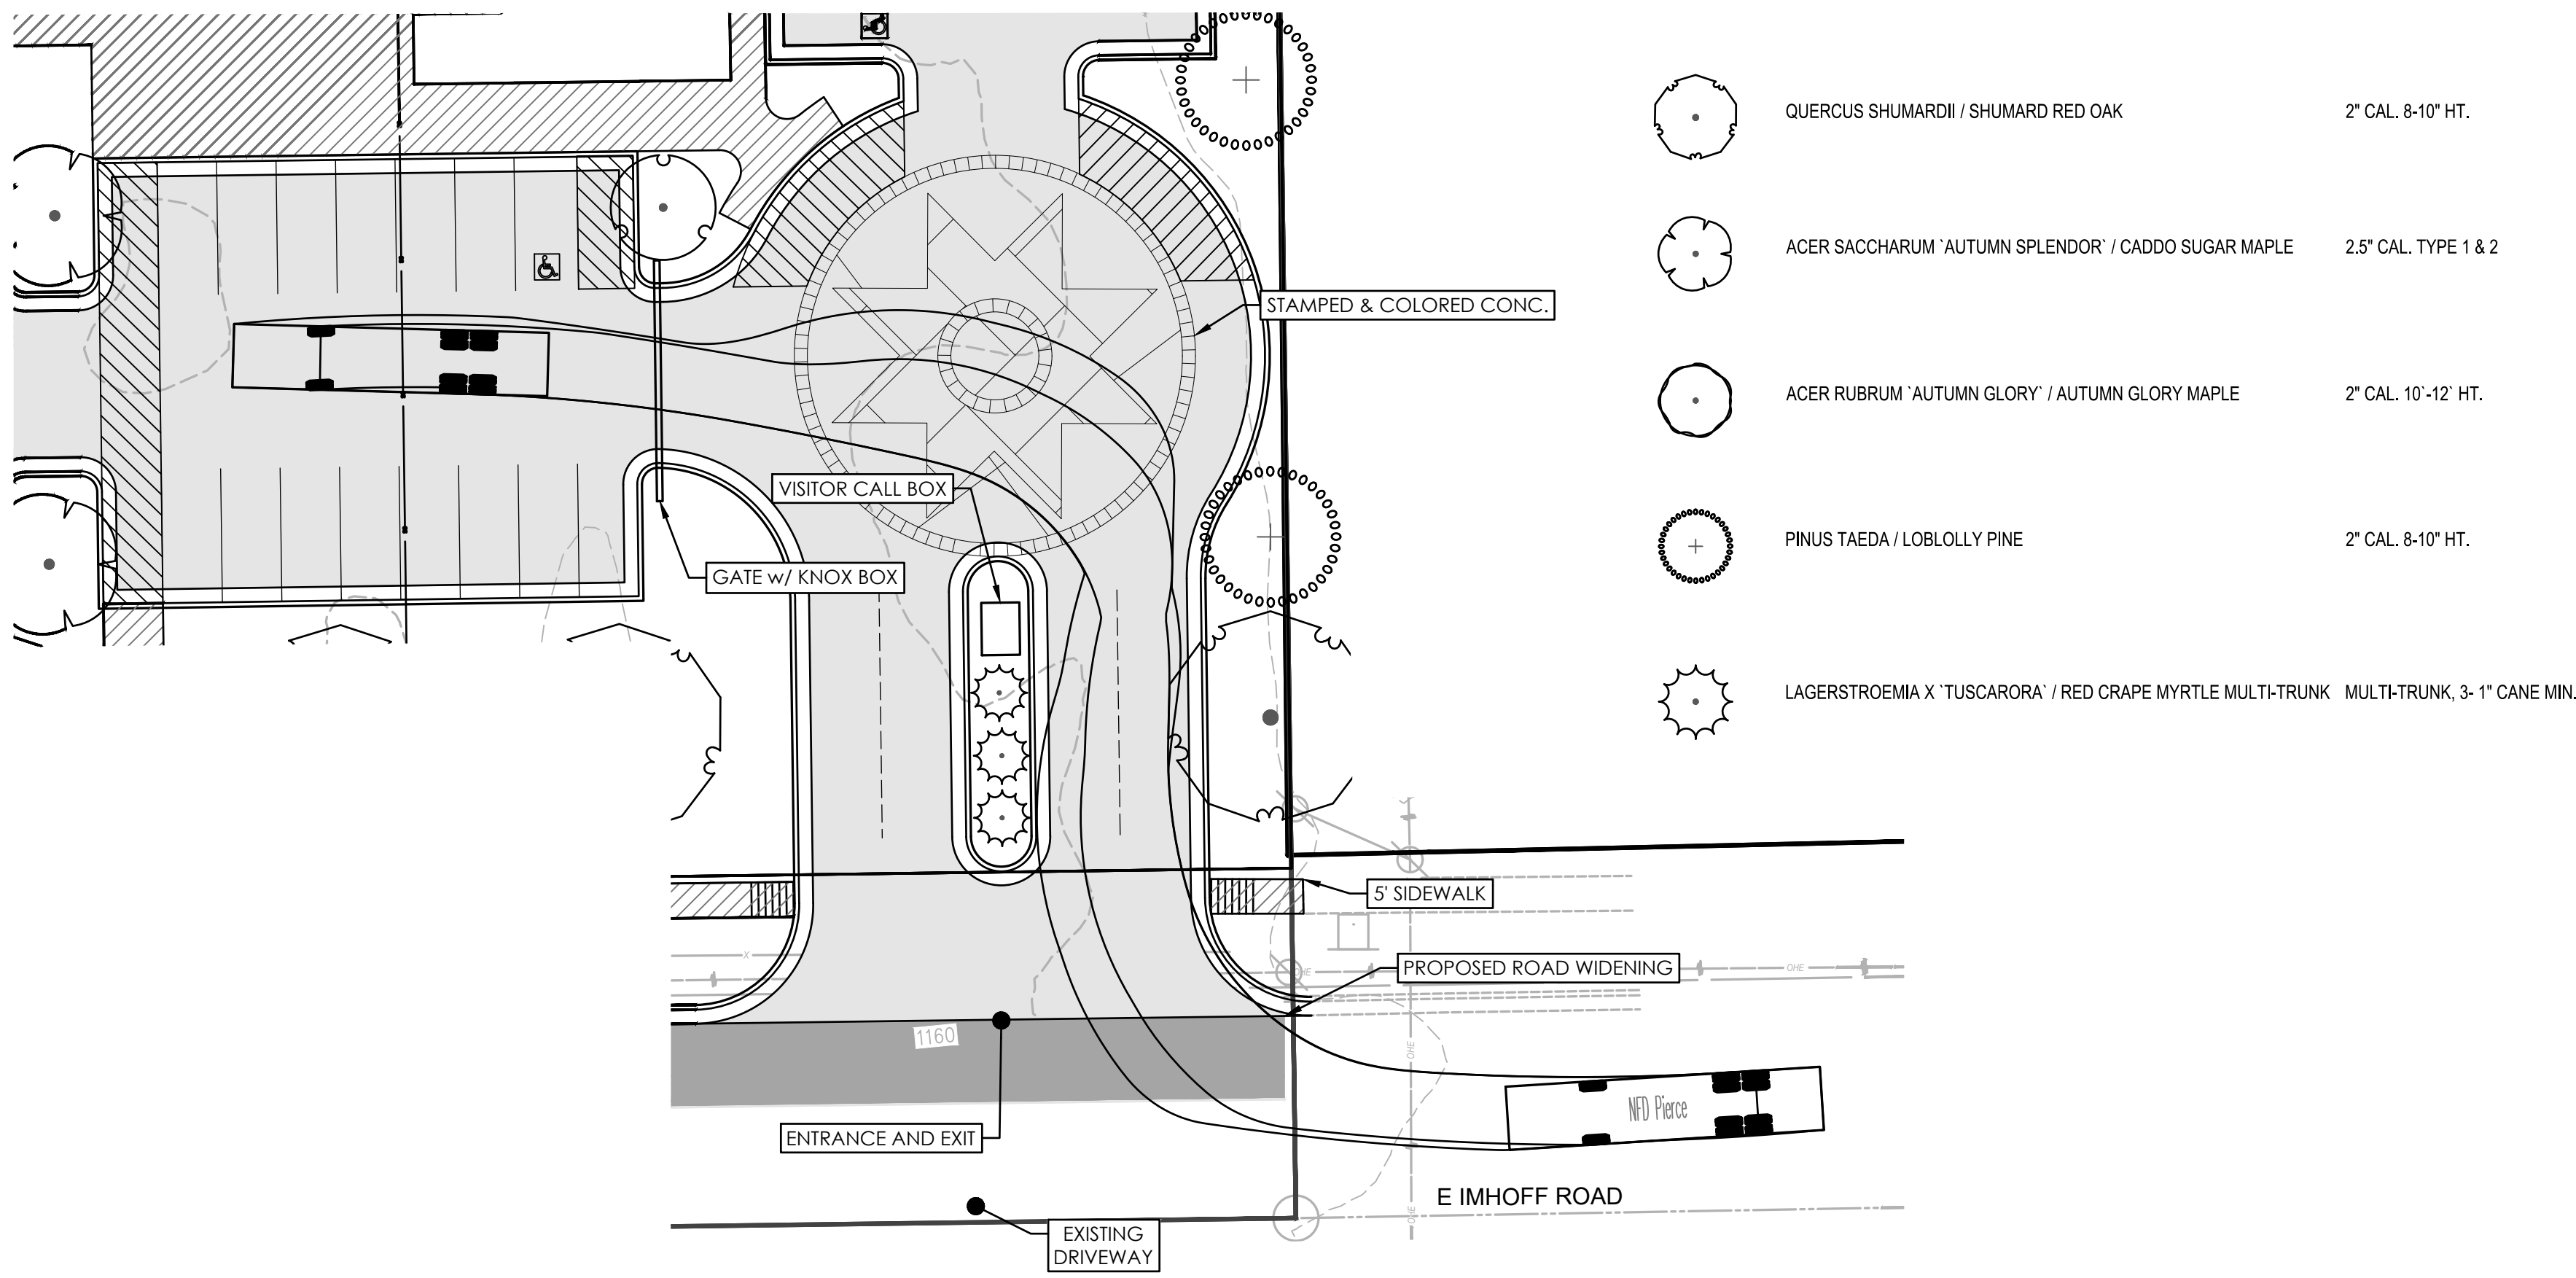 QUERCUS SHUMARDII / SHUMARD RED OAK 2" CAL. 8-10" HT.
ACER SACCHARUM `AUTUMN SPLENDOR` / CADDO SUGAR MAPLE 2.5" CAL. TYPE 1 & 2
STAMPED & COLORED CONC.
ACER RUBRUM `AUTUMN GLORY` / AUTUMN GLORY MAPLE 2" CAL. 10`-12` HT.
VISITOR CALL BOX
PINUS TAEDA / LOBLOLLY PINE 2" CAL. 8-10" HT.
GATE w/ KNOX BOX
LAGERSTROEMIA X `TUSCARORA` / RED CRAPE MYRTLE MULTI-TRUNK MULTI-TRUNK, 3- 1" CANE MIN.
5' SIDEWALK
X
OHE
PROPOSED ROAD WIDENING
OHE
1160
OHE
NFD Pierce
ENTRANCE AND EXIT
E IMHOFF ROAD
OHE
EXISTING
DRIVEWAY